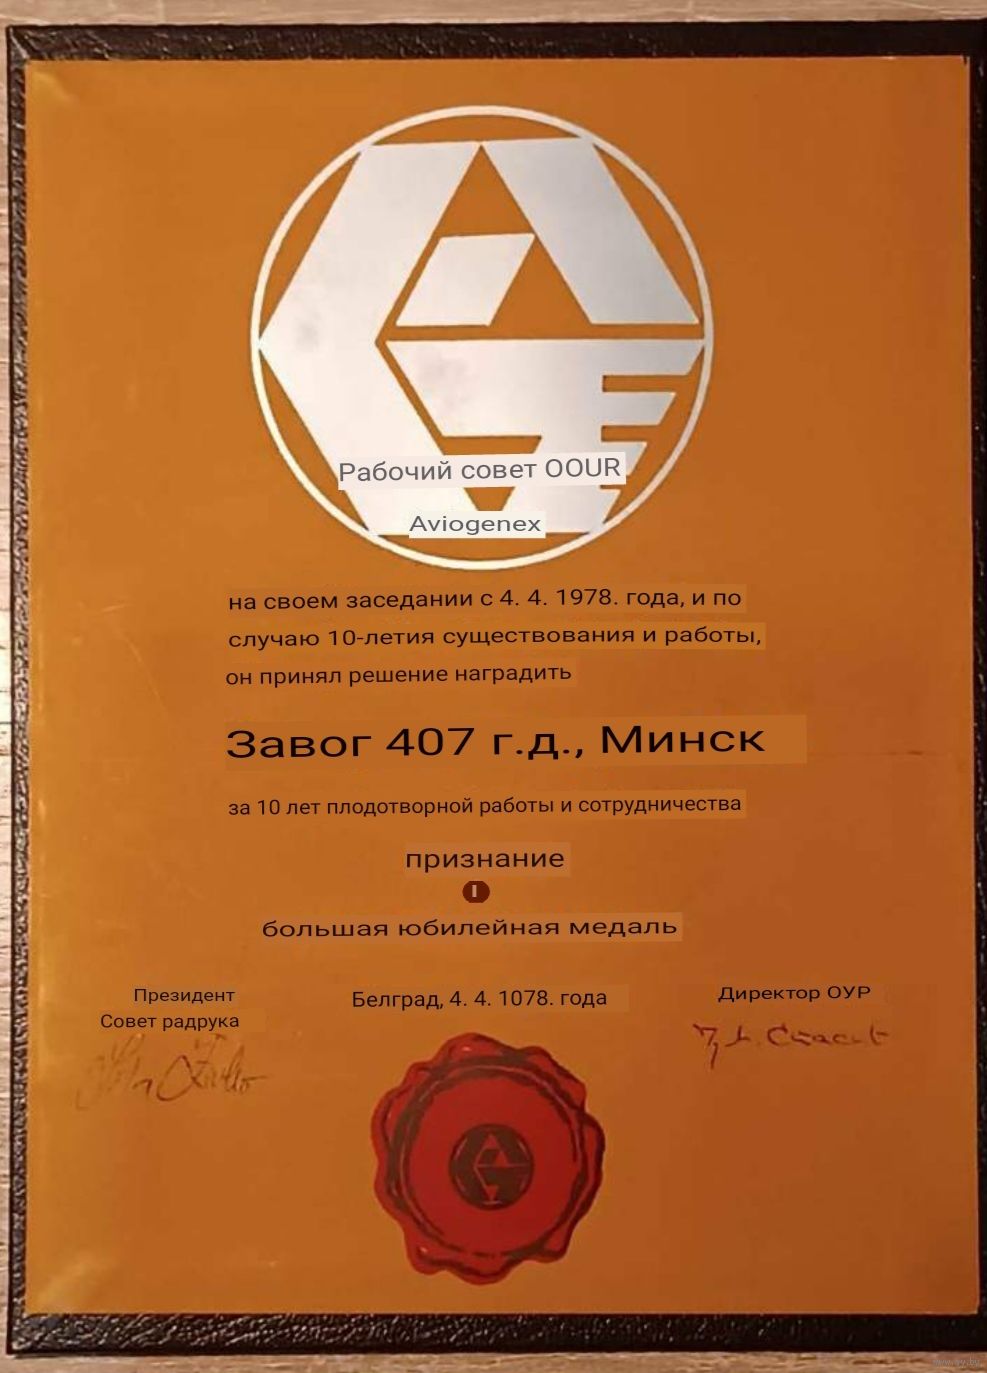 Рабочий совет OOUR
Aviogenex
на своем заседании с 4. 4. 1978. года, и по
случаю 10-летия существования и работы,
он принял решение наградить
Завог 407 г.д., Минск
за 10 лет плодотворной работы и сотрудничества
признание
I
большая юбилейная медаль
Президент
Совет радрука
Белград, 4. 4. 1078. года
Директор ОУР